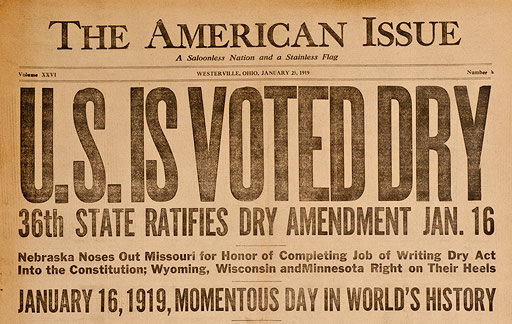 THE AMERICAN ISSUE
A Saloonless Nation and a Stainless Flag
Volume XXVI WESTERVILLE, OHIO, JANUARY 25, 1919 Number 4
U.S. IS VOTED DRY
36th STATE RATIFIES DRY AMENDMENT JAN. 16
Nebraska Noses Out Missouri for Honor of Completing Job of Writing Dry Act
Into the Constitution; Wyoming, Wisconsin and Minnesota Right on Their Heels
JANUARY 16, 1919, MOMENTOUS DAY IN WORLD'S HISTORY